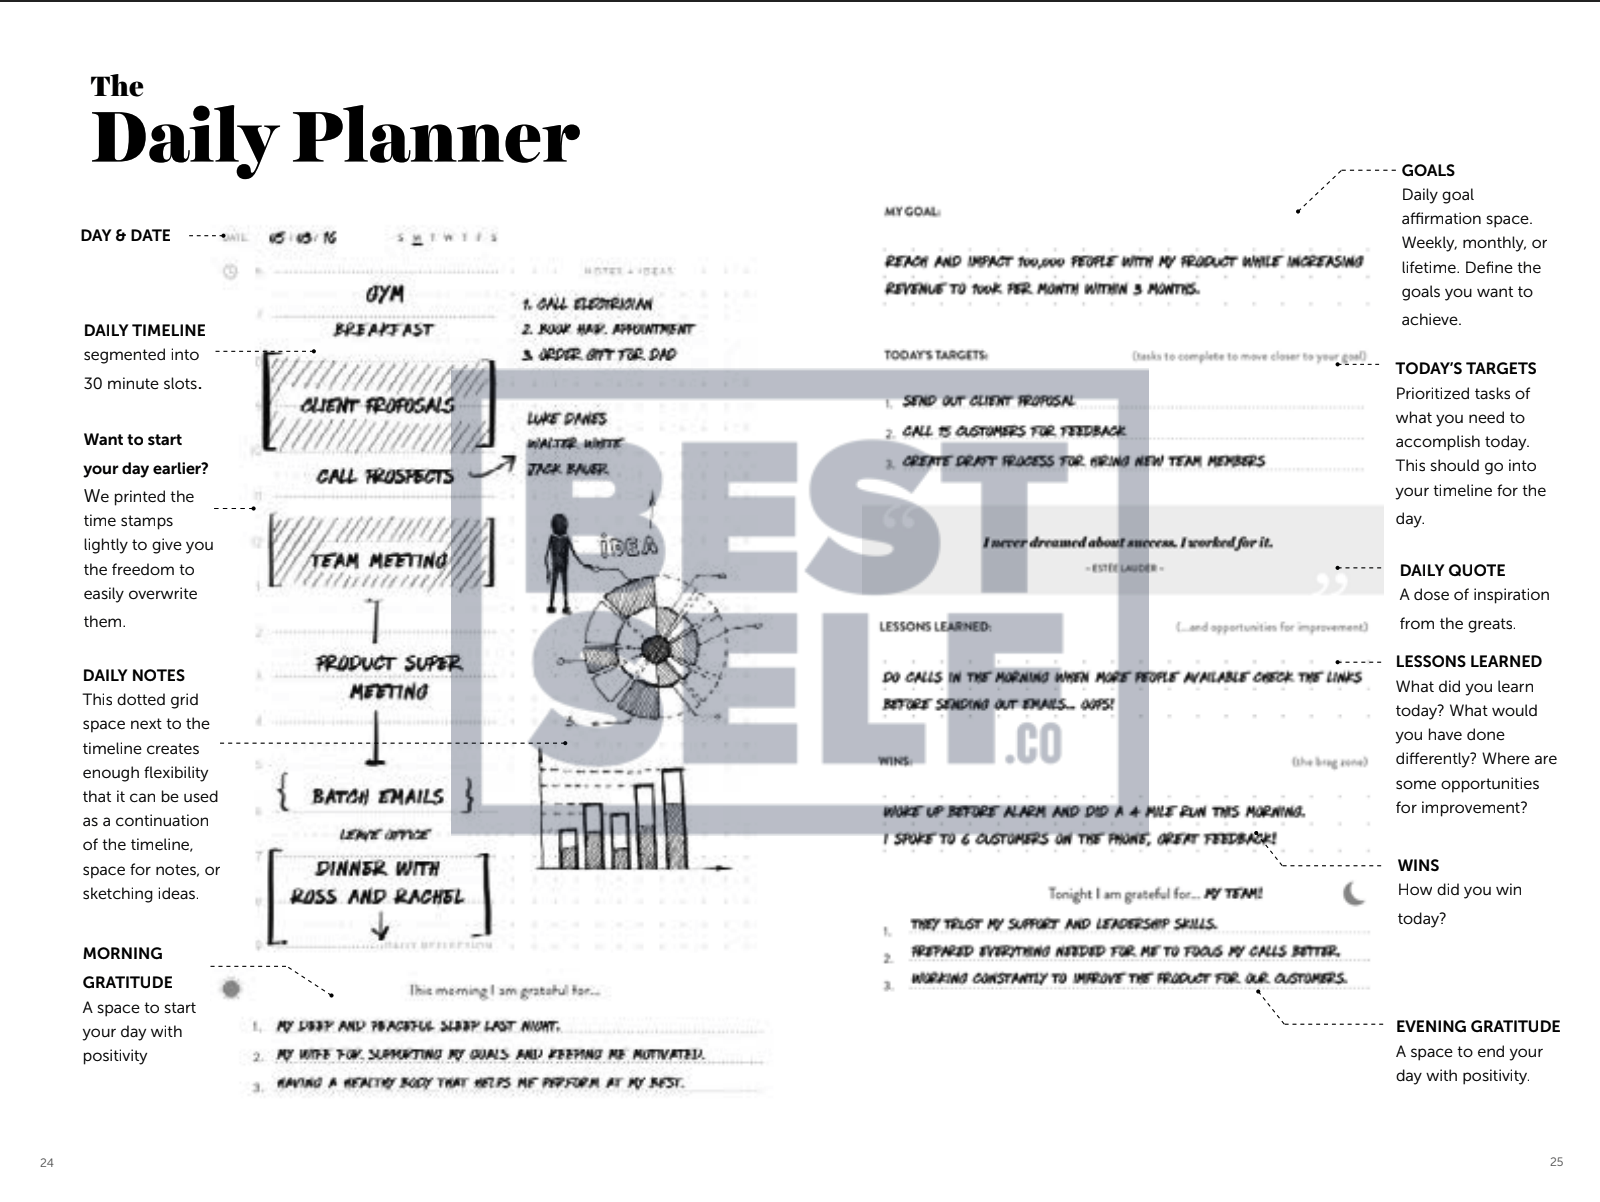 The
Daily Planner
DAY & DATE
DATE: 05 / 09 / 16
S M T W T F S
NOTES + IDEAS
GYM
BREAKFAST
CLIENT PROPOSALS
CALL PROSPECTS
TEAM MEETING
PRODUCT SUPER
MEETING
BATCH EMAILS
LEAVE OFFICE
DINNER WITH
ROSS AND RACHEL
DAILY REFLECTION
1. CALL ELECTRICIAN
2. BOOK HAIR APPOINTMENT
3. ORDER GIFT FOR DAD
LUKE DANES
WALTER WHITE
JACK BAUER
iDEA
DAILY TIMELINE
segmented into
30 minute slots.
Want to start
your day earlier?
We printed the
time stamps
lightly to give you
the freedom to
easily overwrite
them.
DAILY NOTES
This dotted grid
space next to the
timeline creates
enough flexibility
that it can be used
as a continuation
of the timeline,
space for notes, or
sketching ideas.
MORNING
GRATITUDE
A space to start
your day with
positivity
This morning I am grateful for...
1. MY DEEP AND PEACEFUL SLEEP LAST NIGHT.
2. MY WIFE FOR SUPPORTING MY GOALS AND KEEPING ME MOTIVATED.
3. HAVING A HEALTHY BODY THAT HELPS ME PERFORM AT MY BEST.
24
BEST
SELF
.CO
MY GOAL:
REACH AND IMPACT 100,000 PEOPLE WITH MY PRODUCT WHILE INCREASING
REVENUE TO 100K PER MONTH WITHIN 3 MONTHS.
TODAY'S TARGETS: (tasks to complete to move closer to your goal)
1. SEND OUT CLIENT PROPOSAL
2. CALL 15 CUSTOMERS FOR FEEDBACK
3. CREATE DRAFT PROCESS FOR HIRING NEW TEAM MEMBERS
I never dreamed about success. I worked for it.
- ESTÉE LAUDER -
LESSONS LEARNED: (...and opportunities for improvement)
DO CALLS IN THE MORNING WHEN MORE PEOPLE AVAILABLE CHECK THE LINKS
BEFORE SENDING OUT EMAILS... OOPS!
WINS: (the brag zone)
WOKE UP BEFORE ALARM AND DID A 4 MILE RUN THIS MORNING.
I SPOKE TO 6 CUSTOMERS ON THE PHONE, GREAT FEEDBACK!
Tonight I am grateful for... MY TEAM!
1. THEY TRUST MY SUPPORT AND LEADERSHIP SKILLS.
2. PREPARED EVERYTHING NEEDED FOR ME TO FOCUS MY CALLS BETTER.
3. WORKING CONSTANTLY TO IMPROVE THE PRODUCT FOR OUR CUSTOMERS.
GOALS
Daily goal
affirmation space.
Weekly, monthly, or
lifetime. Define the
goals you want to
achieve.
TODAY'S TARGETS
Prioritized tasks of
what you need to
accomplish today.
This should go into
your timeline for the
day.
DAILY QUOTE
A dose of inspiration
from the greats.
LESSONS LEARNED
What did you learn
today? What would
you have done
differently? Where are
some opportunities
for improvement?
WINS
How did you win
today?
EVENING GRATITUDE
A space to end your
day with positivity.
25